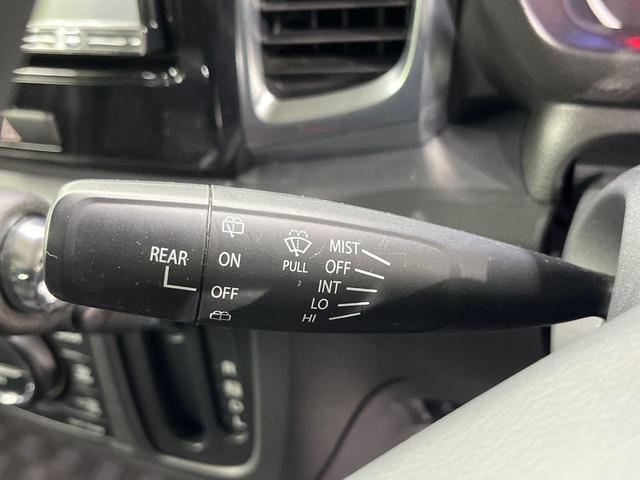 REAR
ON
OFF
PULL
MIST
OFF
INT
LO
HI